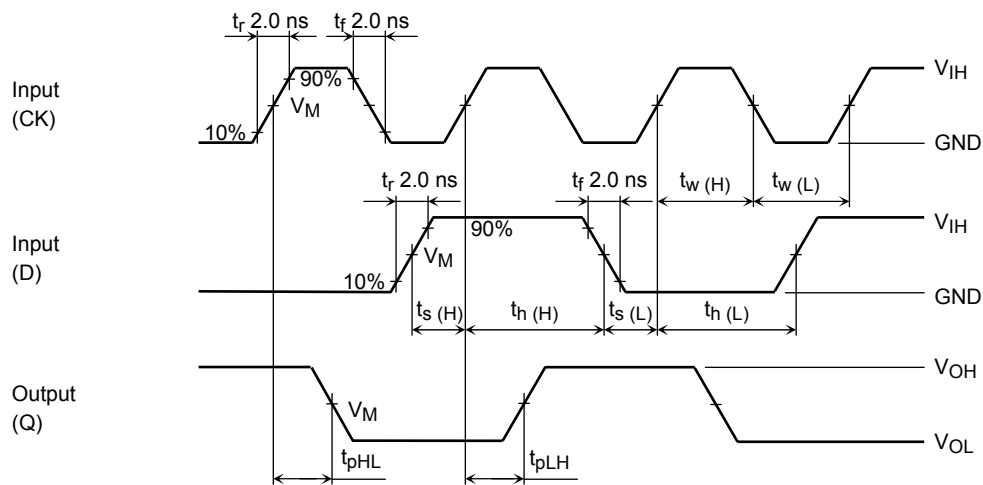 tr 2.0 ns
tf 2.0 ns
Input
(CK)
90%
VM
10%
VIH
GND
tr 2.0 ns
tf 2.0 ns
tw (H)
tw (L)
Input
(D)
90%
VM
10%
VIH
GND
ts (H)
th (H)
ts (L)
th (L)
Output
(Q)
VM
VOH
VOL
tpHL
tpLH